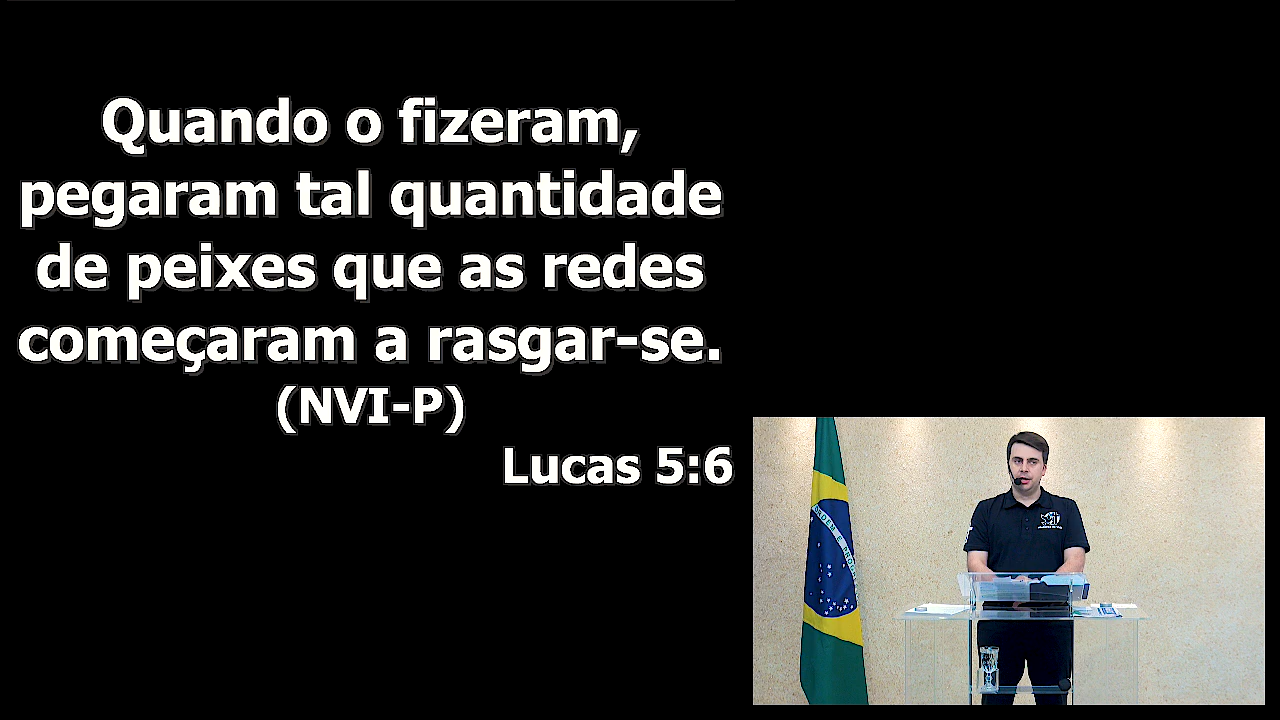 Quando o fizeram,
pegaram tal quantidade
de peixes que as redes
começaram a rasgar-se.
(NVI-P)
Lucas 5:6